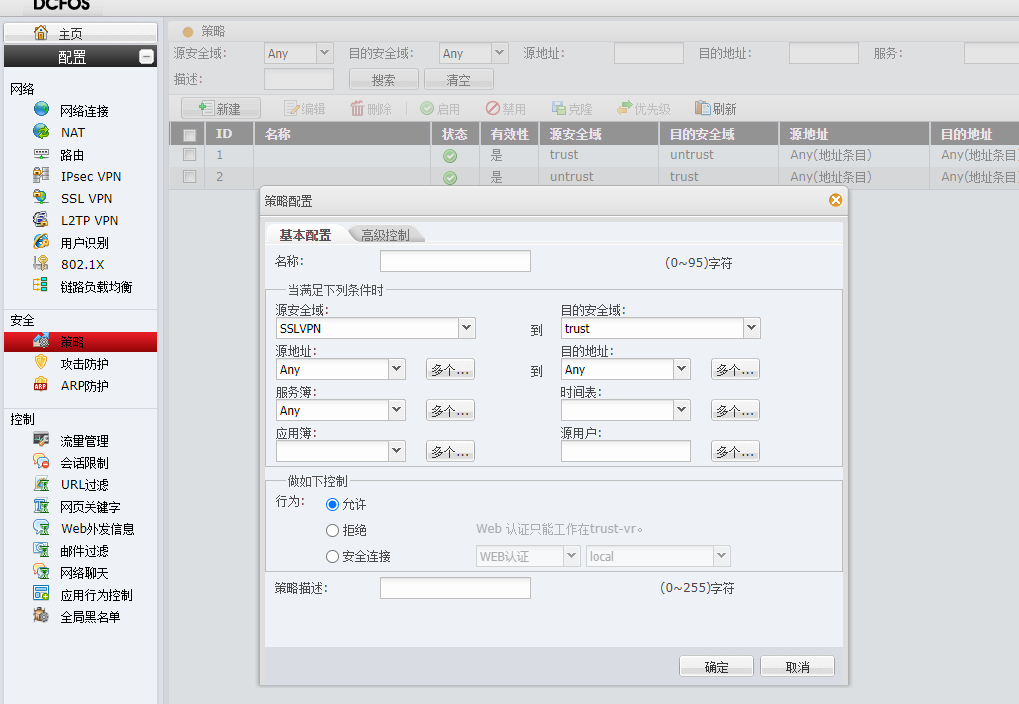 DCFOS
主页
配置
网络
网络连接
NAT
路由
IPsec VPN
SSL VPN
L2TP VPN
用户识别
802.1X
链路负载均衡
安全
策略
攻击防护
ARP防护
控制
流量管理
会话限制
URL过滤
网页关键字
Web外发信息
邮件过滤
网络聊天
应用行为控制
全局黑名单
策略
源安全域: Any 目的安全域: Any 源地址: 目的地址: 服务:
描述: 搜索 清空
新建 编辑 删除 启用 禁用 克隆 优先级 刷新
ID 名称 状态 有效性 源安全域 目的安全域 源地址 目的地址
1 是 trust untrust Any(地址条目) Any(地址条目
2 是 untrust trust Any(地址条目) Any(地址条目
策略配置
基本配置 高级控制
名称: (0~95)字符
当满足下列条件时
源安全域: 目的安全域:
SSLVPN 到 trust
源地址: 目的地址:
Any 多个... 到 Any 多个...
服务簿: 时间表:
Any 多个... 多个...
应用簿: 源用户:
多个... 多个...
做如下控制
行为: 允许
拒绝 Web 认证只能工作在trust-vr。
安全连接 WEB认证 local
策略描述: (0~255)字符
确定 取消